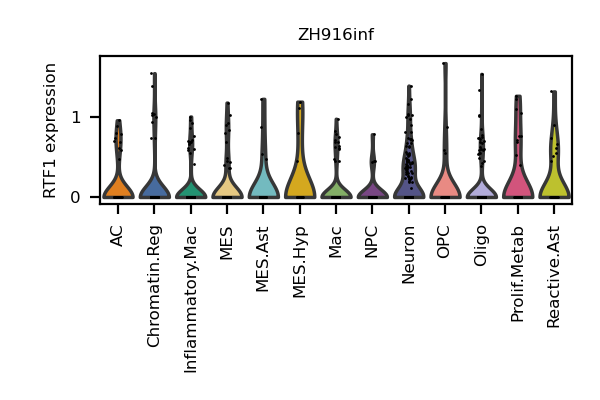 ZH916inf
RTF1 expression
1
0
AC
Chromatin.Reg
Inflammatory.Mac
MES
MES.Ast
MES.Hyp
Mac
NPC
Neuron
OPC
Oligo
Prolif.Metab
Reactive.Ast